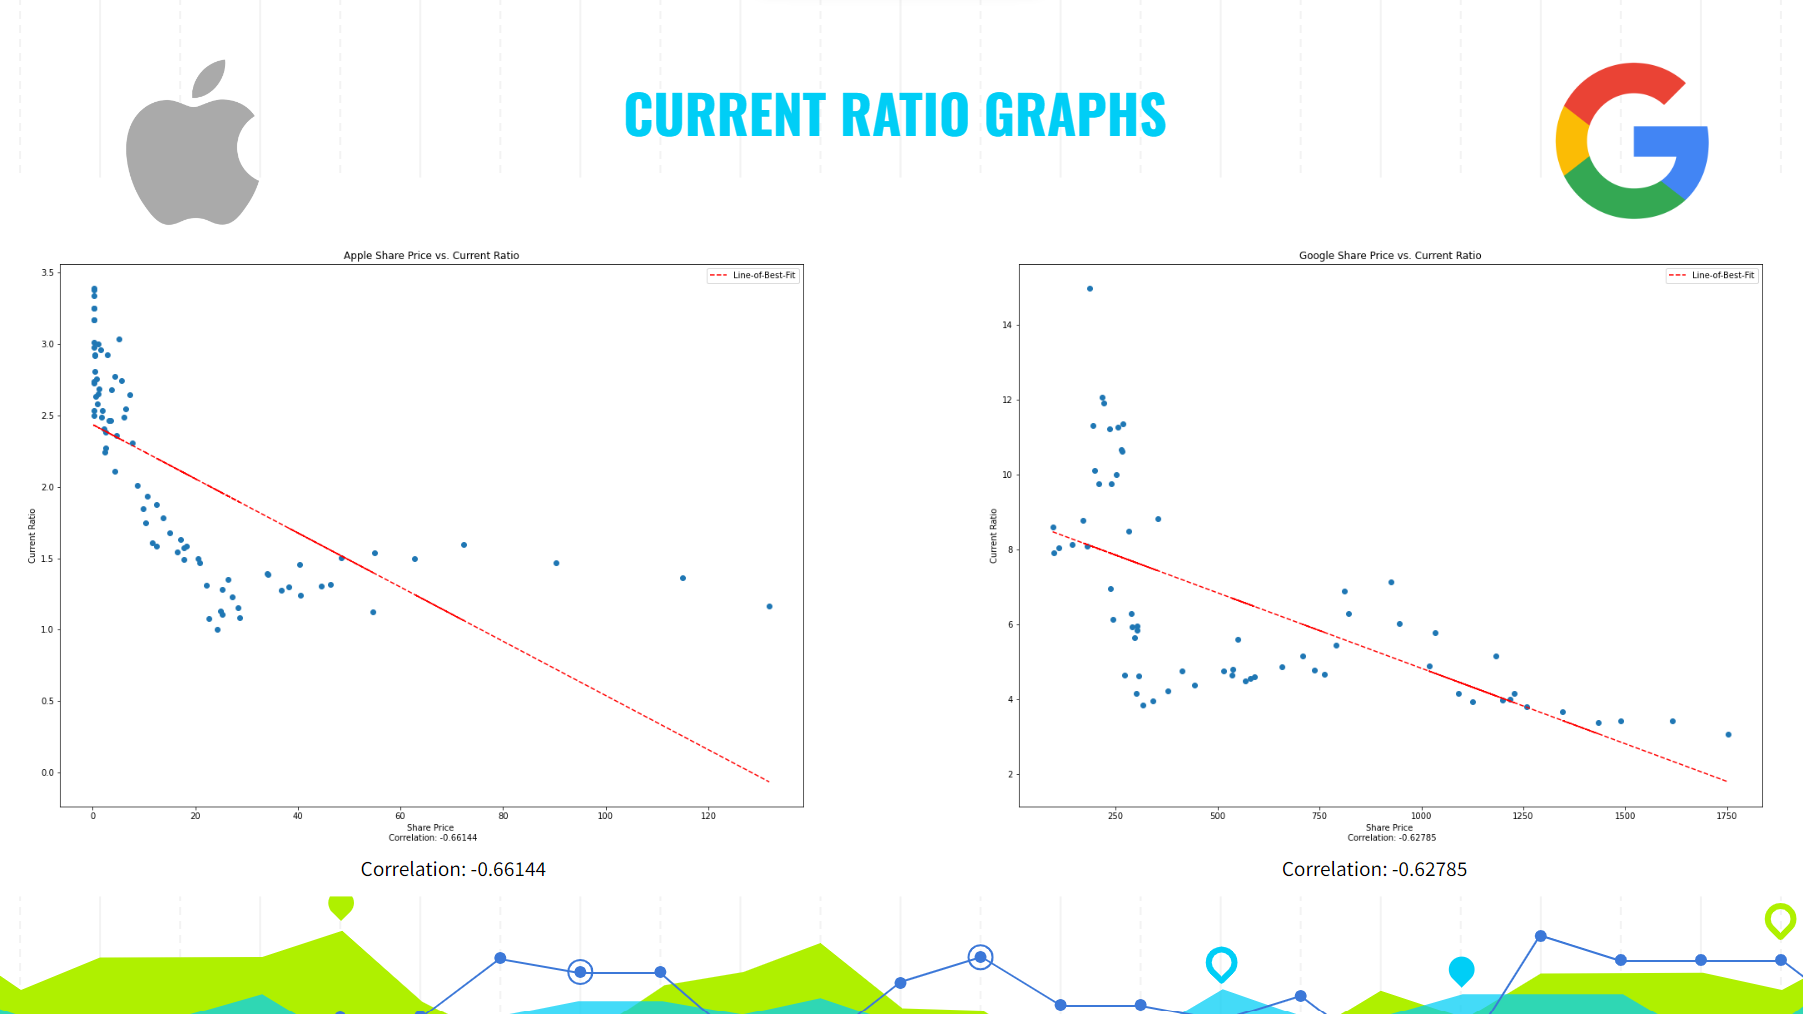 CURRENT RATIO GRAPHS
Apple Share Price vs. Current Ratio
Line-of-Best-Fit
3.5
3.0
2.5
2.0
1.5
1.0
0.5
0.0
Current Ratio
0 20 40 60 80 100 120
Share Price
Correlation: -0.66144
Correlation: -0.66144
Google Share Price vs. Current Ratio
Line-of-Best-Fit
14
12
10
8
6
4
2
Current Ratio
250 500 750 1000 1250 1500 1750
Share Price
Correlation: -0.62785
Correlation: -0.62785